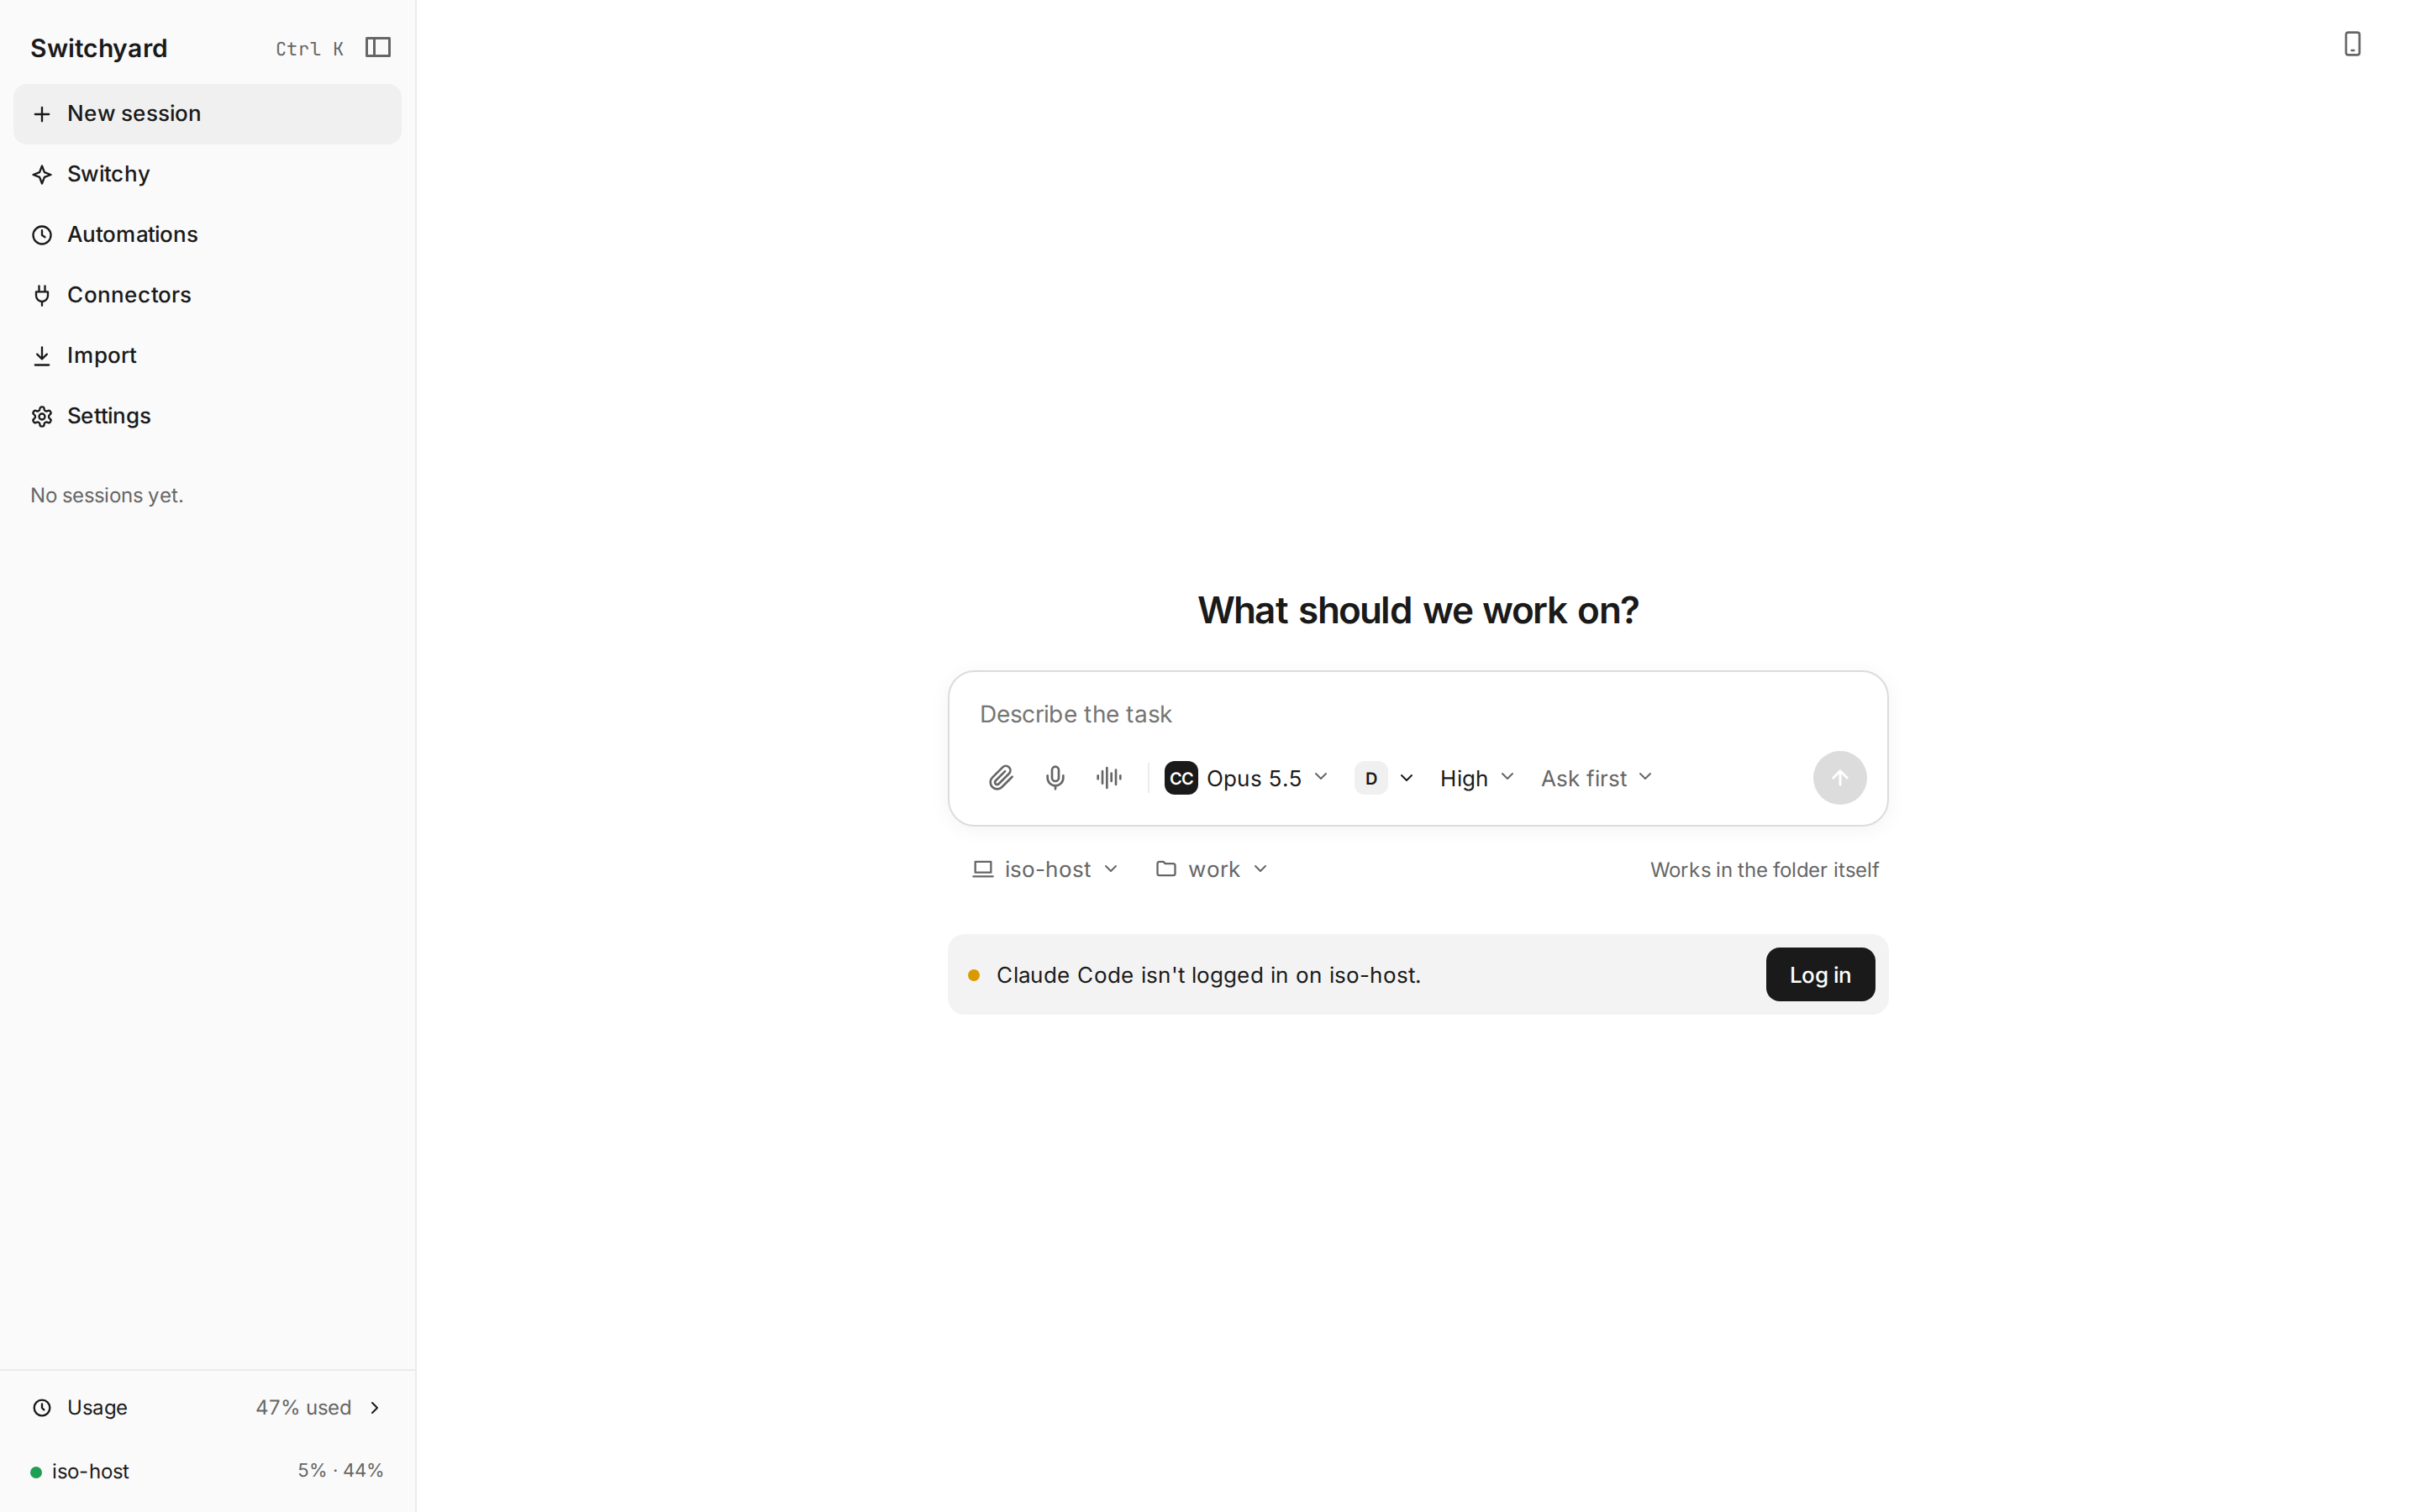 Switchyard
Ctrl K
New session
Switchy
Automations
Connectors
Import
Settings
No sessions yet.
What should we work on?
Describe the task
CC Opus 5.5 D High Ask first
iso-host work Works in the folder itself
Claude Code isn't logged in on iso-host. Log in
Usage 47% used
iso-host 5% · 44%